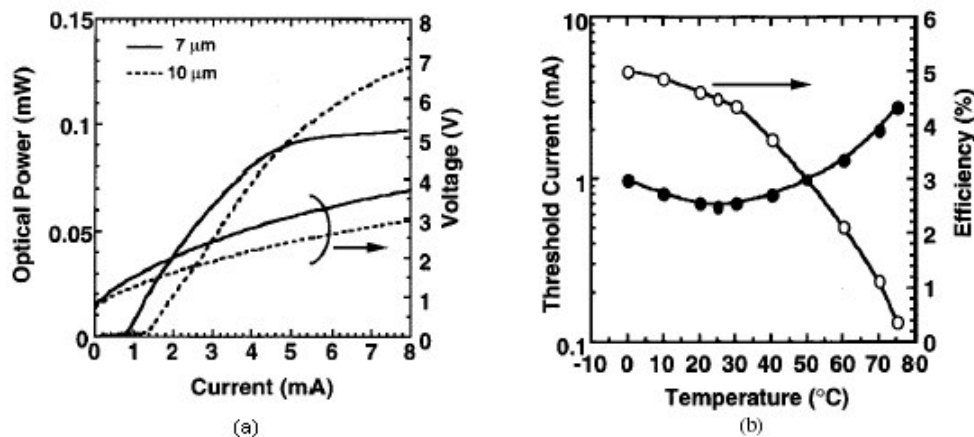 0.15
0.1
0.05
0
Optical Power (mW)
7 μm
10 μm
8
7
6
5
4
3
2
1
0
Voltage (V)
0 1 2 3 4 5 6 7 8
Current (mA)
(a)
10
1
0.1
Threshold Current (mA)
6
5
4
3
2
1
0
Efficiency (%)
-10 0 10 20 30 40 50 60 70 80
Temperature (°C)
(b)